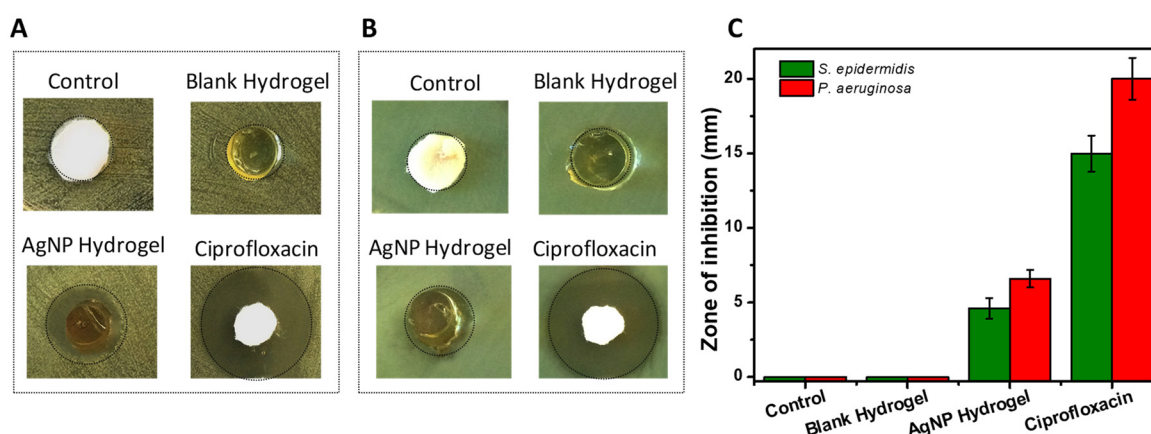 A
Control
Blank Hydrogel
AgNP Hydrogel
Ciprofloxacin
B
Control
Blank Hydrogel
AgNP Hydrogel
Ciprofloxacin
C
S. epidermidis
P. aeruginosa
Zone of inhibition (mm)
20
15
10
5
0
Control
Blank Hydrogel
AgNP Hydrogel
Ciprofloxacin